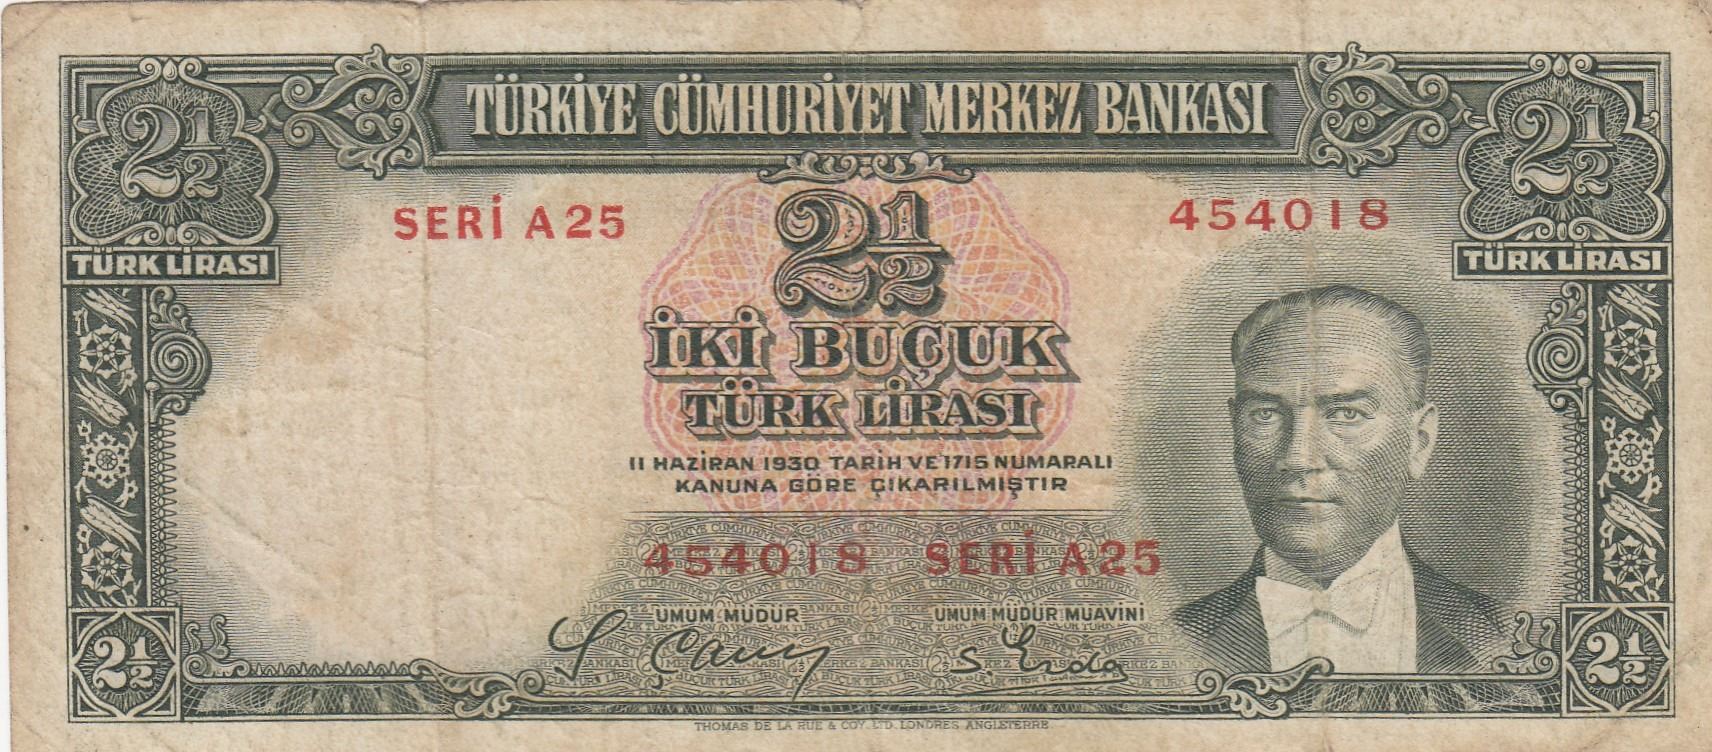 TÜRKİYE CÜMHURİYET MERKEZ BANKASI
2½ 2½
SERİ A25 2½ 454018
TÜRK LİRASI TÜRK LİRASI
İKİ BUÇUK
TÜRK LİRASI
11 HAZİRAN 1930 TARİH VE 1715 NUMARALI
KANUNA GÖRE ÇIKARILMIŞTIR
454018 SERİ A25
UMUM MÜDÜR UMUM MÜDÜR MUAVİNİ
2½ 2½
THOMAS DE LA RUE & COY. LTD. LONDRES ANGLETERRE.